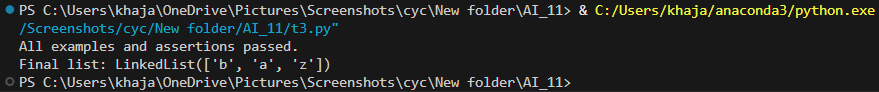 PS C:\Users\khaja\OneDrive\Pictures\Screenshots\cyc\New folder\AI_11> & C:/Users/khaja/anaconda3/python.exe
/Screenshots/cyc/New folder/AI_11/t3.py"
All examples and assertions passed.
Final list: LinkedList(['b', 'a', 'z'])
PS C:\Users\khaja\OneDrive\Pictures\Screenshots\cyc\New folder\AI_11>